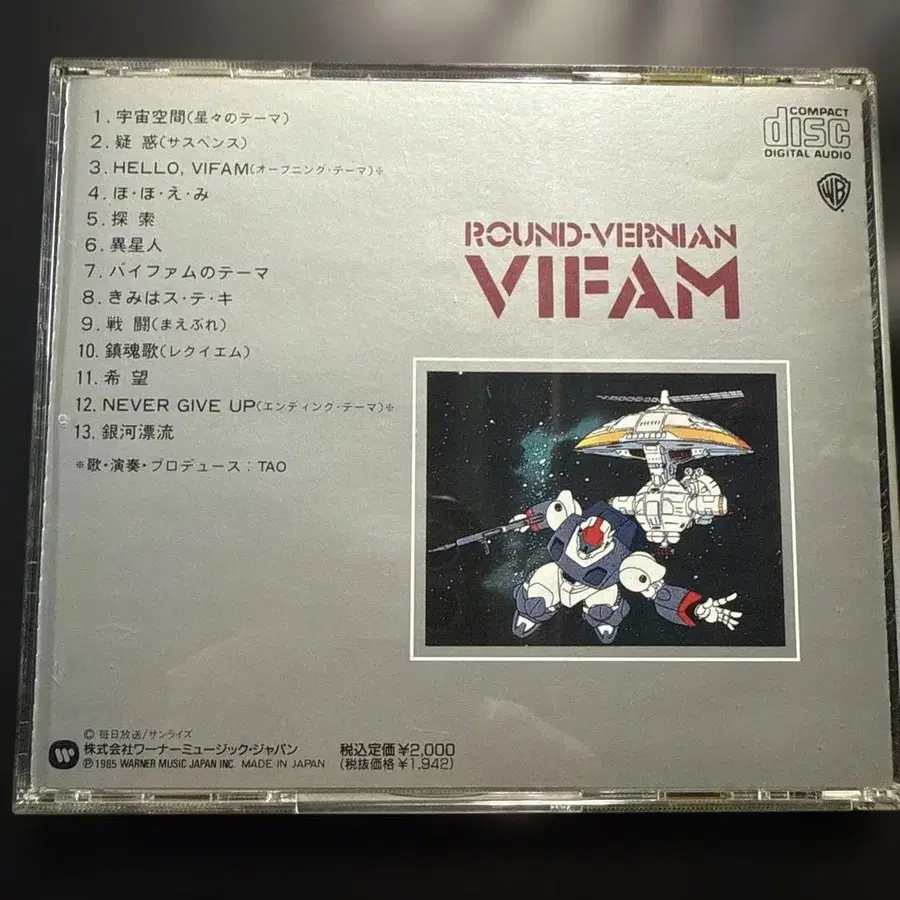 1. 宇宙空間(星々のテーマ)
2. 疑 惑(サスペンス)
3. HELLO, VIFAM(オープニング・テーマ)※
4. ほ・ほ・え・み
5. 探 索
6. 異星人
7. バイファムのテーマ
8. きみはス・テ・キ
9. 戦 闘(まえぶれ)
10. 鎮魂歌(レクイエム)
11. 希 望
12. NEVER GIVE UP(エンディング・テーマ)※
13. 銀河漂流
※歌・演奏・プロデュース：TAO
COMPACT
disc
DIGITAL AUDIO
WB
ROUND-VERNIAN
VIFAM
© 毎日放送/サンライズ
株式会社ワーナーミュージック・ジャパン
℗1985 WARNER MUSIC JAPAN INC. MADE IN JAPAN
税込定価¥2,000
(税抜価格¥1,942)